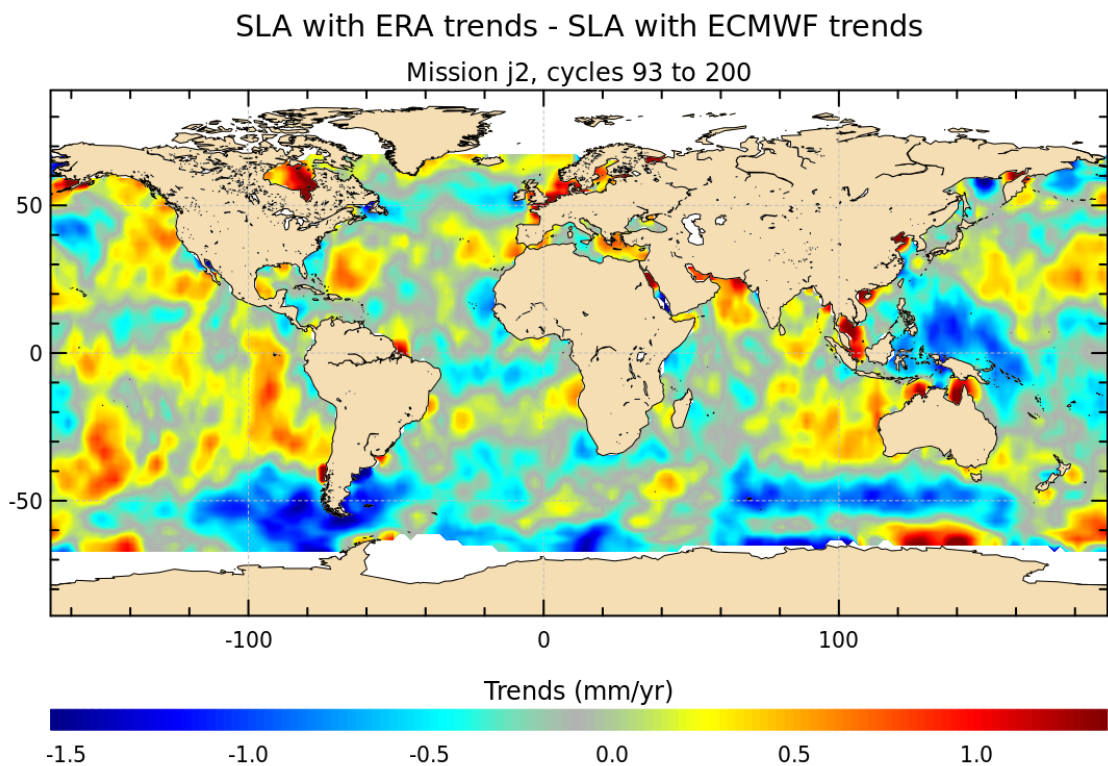 SLA with ERA trends - SLA with ECMWF trends
Mission j2, cycles 93 to 200
50
0
-50
-100 0 100
Trends (mm/yr)
-1.5 -1.0 -0.5 0.0 0.5 1.0